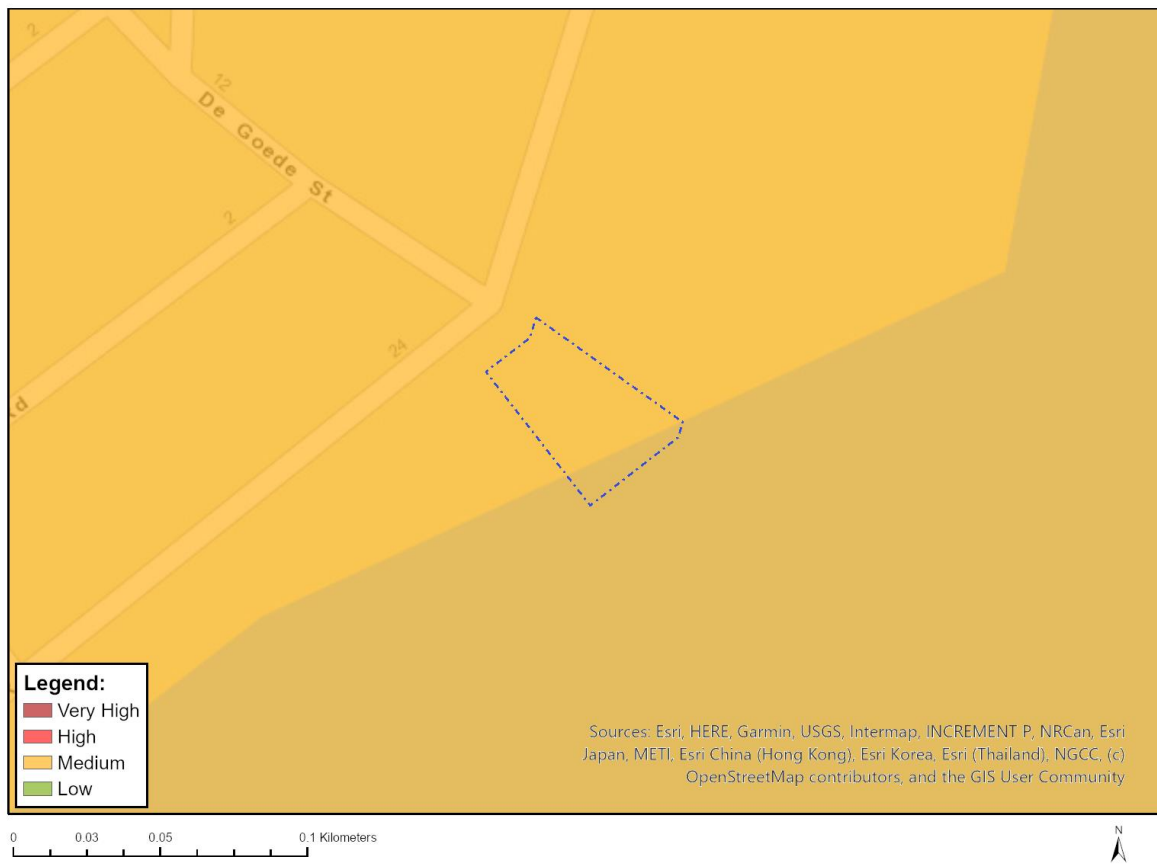 2
12
De Goede St
2
24
Rd
Legend:
Very High
High
Medium
Low
Sources: Esri, HERE, Garmin, USGS, Intermap, INCREMENT P, NRCan, Esri
Japan, METI, Esri China (Hong Kong), Esri Korea, Esri (Thailand), NGCC, (c)
OpenStreetMap contributors, and the GIS User Community
0 0.03 0.05 0.1 Kilometers
N